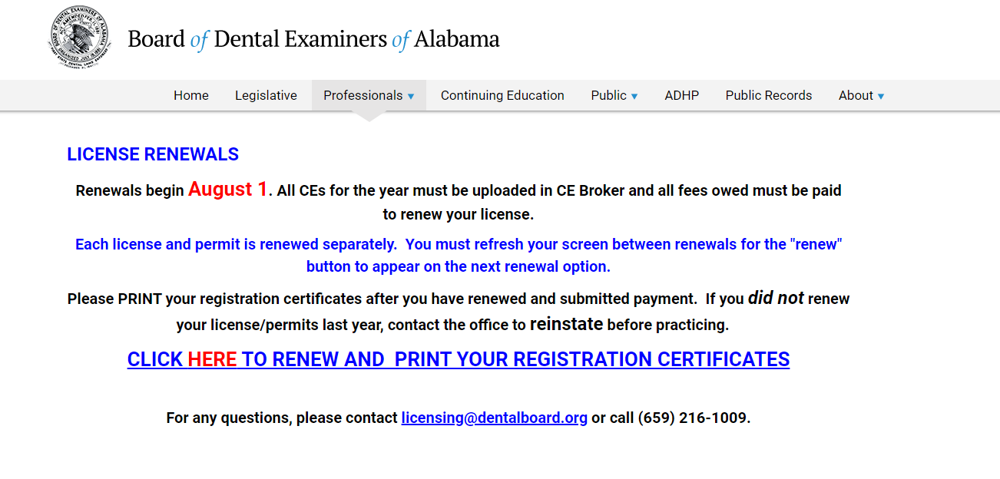 Board of Dental Examiners of Alabama
Home Legislative Professionals Continuing Education Public ADHP Public Records About
LICENSE RENEWALS
Renewals begin August 1. All CEs for the year must be uploaded in CE Broker and all fees owed must be paid
to renew your license.
Each license and permit is renewed separately.  You must refresh your screen between renewals for the "renew"
button to appear on the next renewal option.
Please PRINT your registration certificates after you have renewed and submitted payment.  If you did not renew
your license/permits last year, contact the office to reinstate before practicing.
CLICK HERE TO RENEW AND  PRINT YOUR REGISTRATION CERTIFICATES
For any questions, please contact licensing@dentalboard.org or call (659) 216-1009.